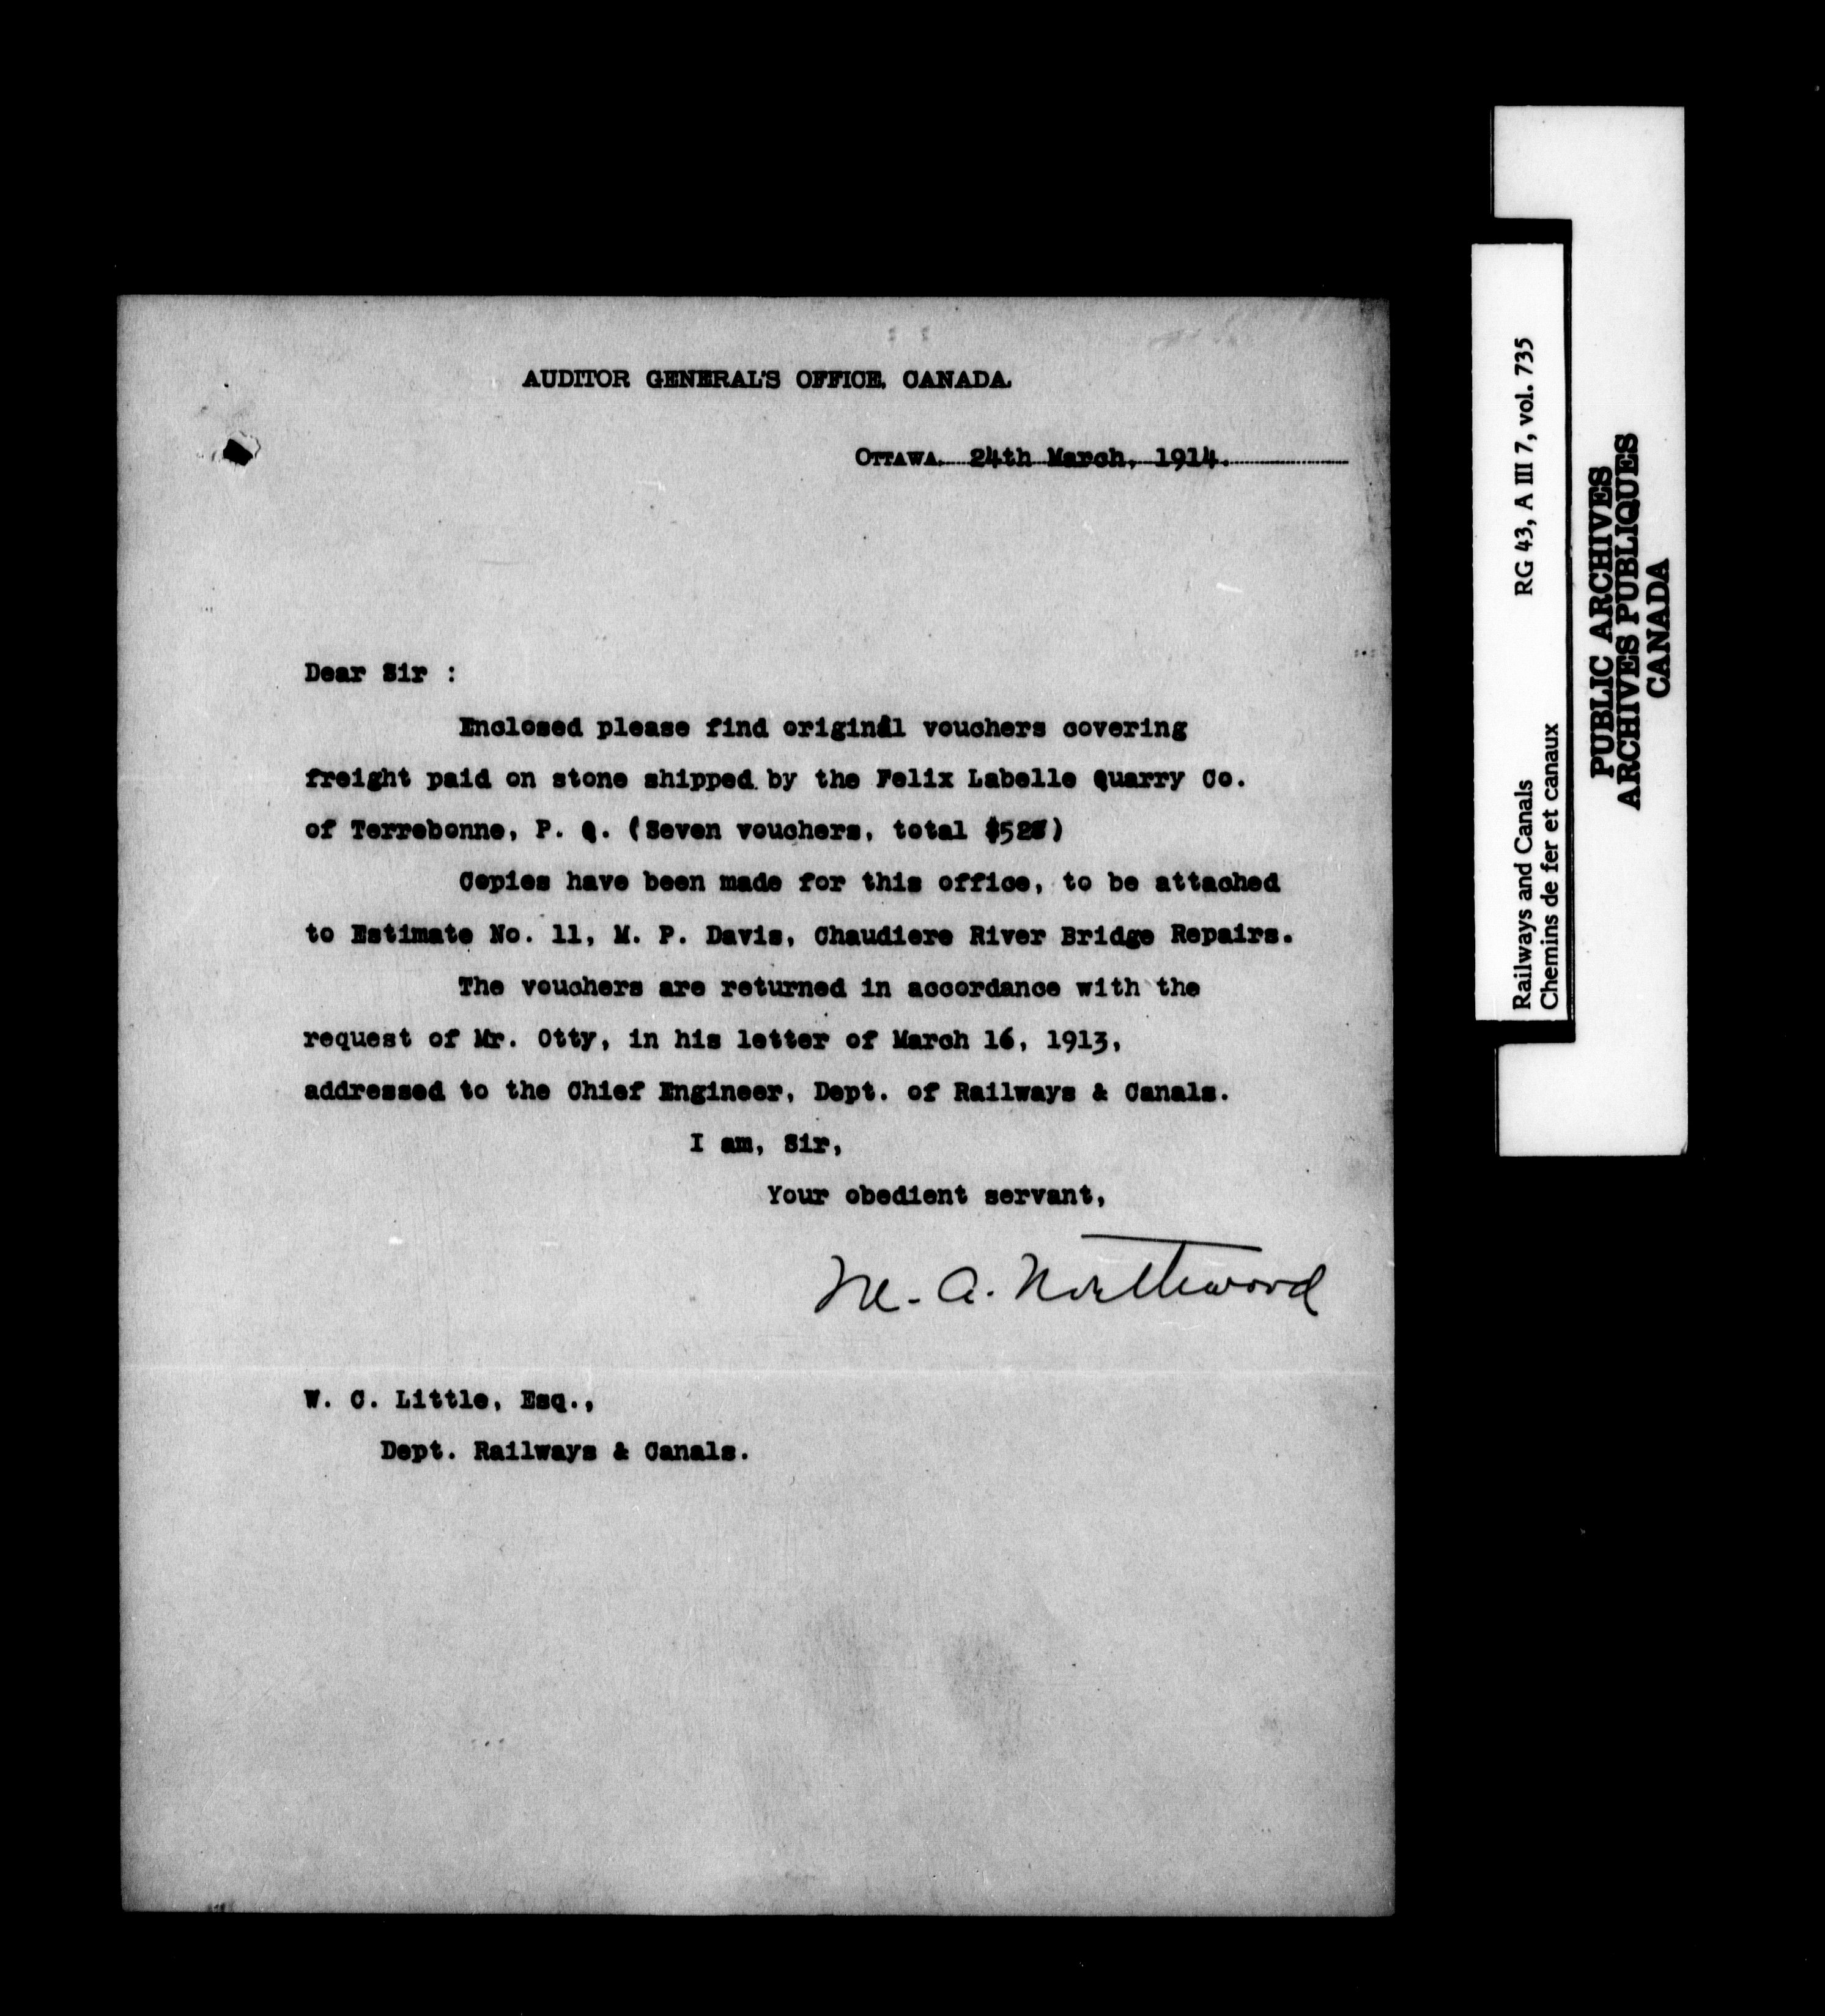 AUDITOR GENERAL'S OFFICE, CANADA.
OTTAWA, 24th March, 1914.
Dear Sir :
Enclosed please find original vouchers covering
freight paid on stone shipped by the Felix Labelle Quarry Co.
of Terrebonne, P. Q. (Seven vouchers, total
Copies have been made for this office, to be attached
to Estimate No. 11, M. P. Davis, Chaudiere River Bridge Repairs.
The vouchers are returned in accordance with the
request of Mr. Otty, in his letter of March 16, 1913,
addressed to the Chief Engineer, Dept. of Railways & Canals.
I am, Sir,
Your obedient servant,
M. A. Northwood
W. C. Little, Esq.,
Dept. Railways & Canals.
Railways and Canals RG 43, A III 7, vol. 735
Chemins de fer et canaux
PUBLIC ARCHIVES
ARCHIVES PUBLIQUES
CANADA